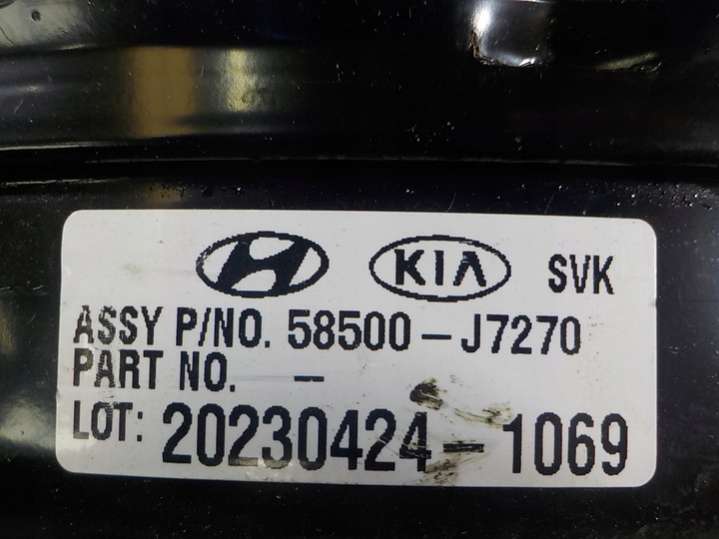 KIA SVK
ASSY P/NO. 58500-J7270
PART NO. -
LOT: 20230424-1069